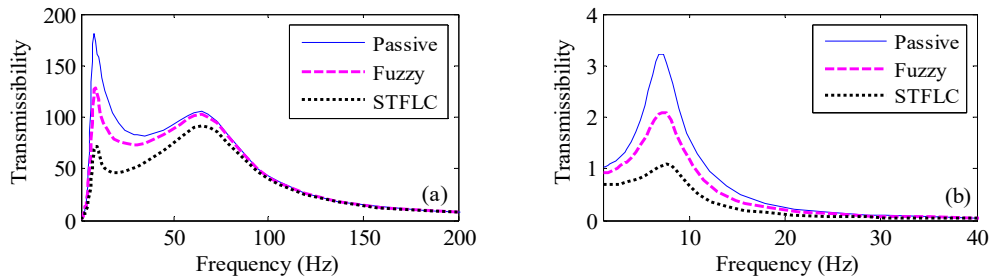 Transmissibility
200
150
100
50
0
50
100
150
200
Frequency (Hz)
Passive
Fuzzy
STFLC
(a)
Transmissibility
4
3
2
1
0
10
20
30
40
Frequency (Hz)
Passive
Fuzzy
STFLC
(b)